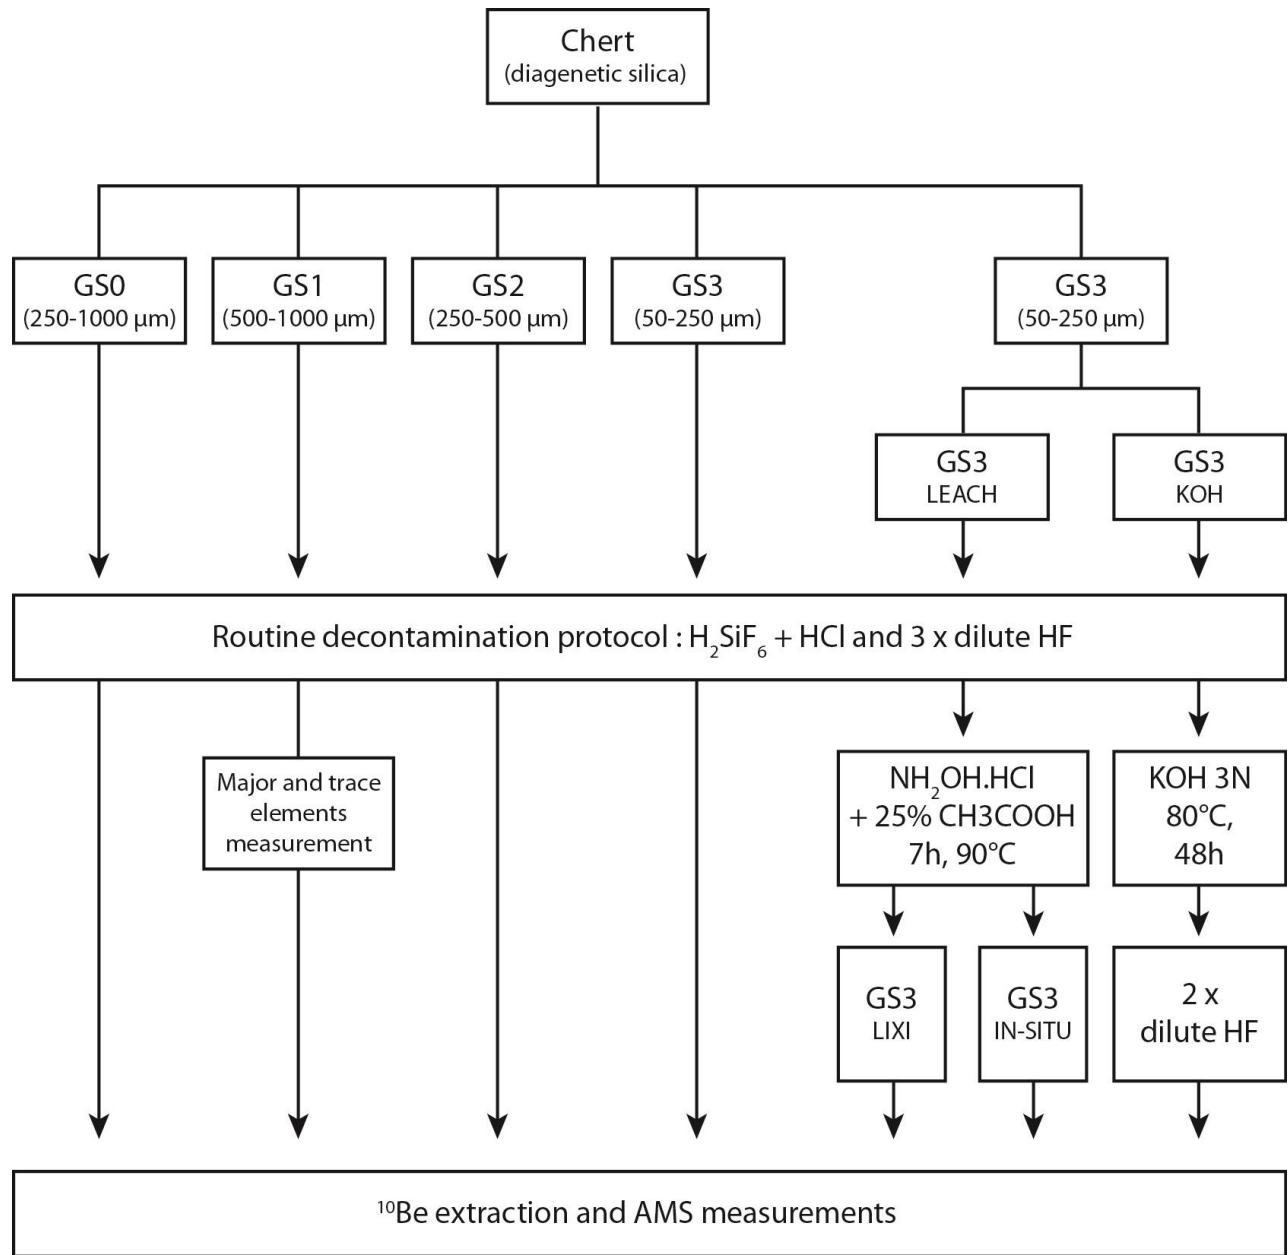 Chert
(diagenetic silica)
GS0
(250-1000 µm)
GS1
(500-1000 µm)
GS2
(250-500 µm)
GS3
(50-250 µm)
GS3
(50-250 µm)
GS3
LEACH
GS3
KOH
Routine decontamination protocol : H₂SiF₆ + HCl and 3 x dilute HF
Major and trace
elements
measurement
NH₂OH.HCl
+ 25% CH3COOH
7h, 90°C
KOH 3N
80°C,
48h
GS3
LIXI
GS3
IN-SITU
2 x
dilute HF
¹⁰Be extraction and AMS measurements